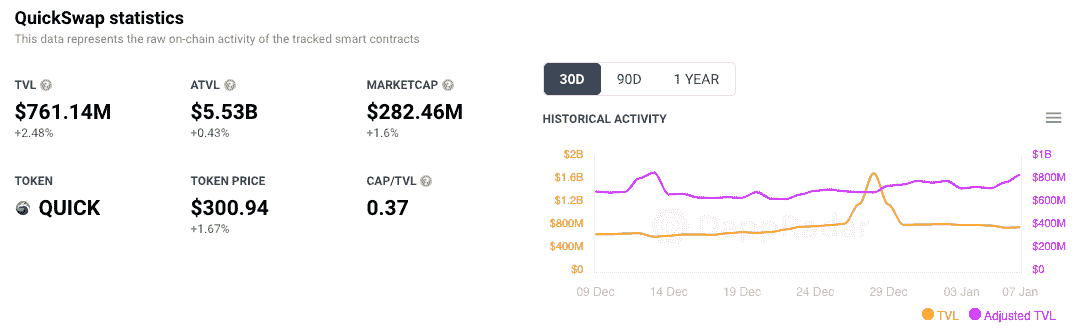 QuickSwap statistics
This data represents the raw on-chain activity of the tracked smart contracts
TVL ?
$761.14M
+2.48%
ATVL ?
$5.53B
+0.43%
MARKETCAP ?
$282.46M
+1.6%
TOKEN
QUICK
TOKEN PRICE
$300.94
+1.67%
CAP/TVL ?
0.37
30D 90D 1 YEAR
HISTORICAL ACTIVITY
$2B
$1.6B
$1.2B
$800M
$400M
$0
$1B
$800M
$600M
$400M
$200M
$0
DappRadar
09 Dec 14 Dec 19 Dec 24 Dec 29 Dec 03 Jan 07 Jan
TVL Adjusted TVL